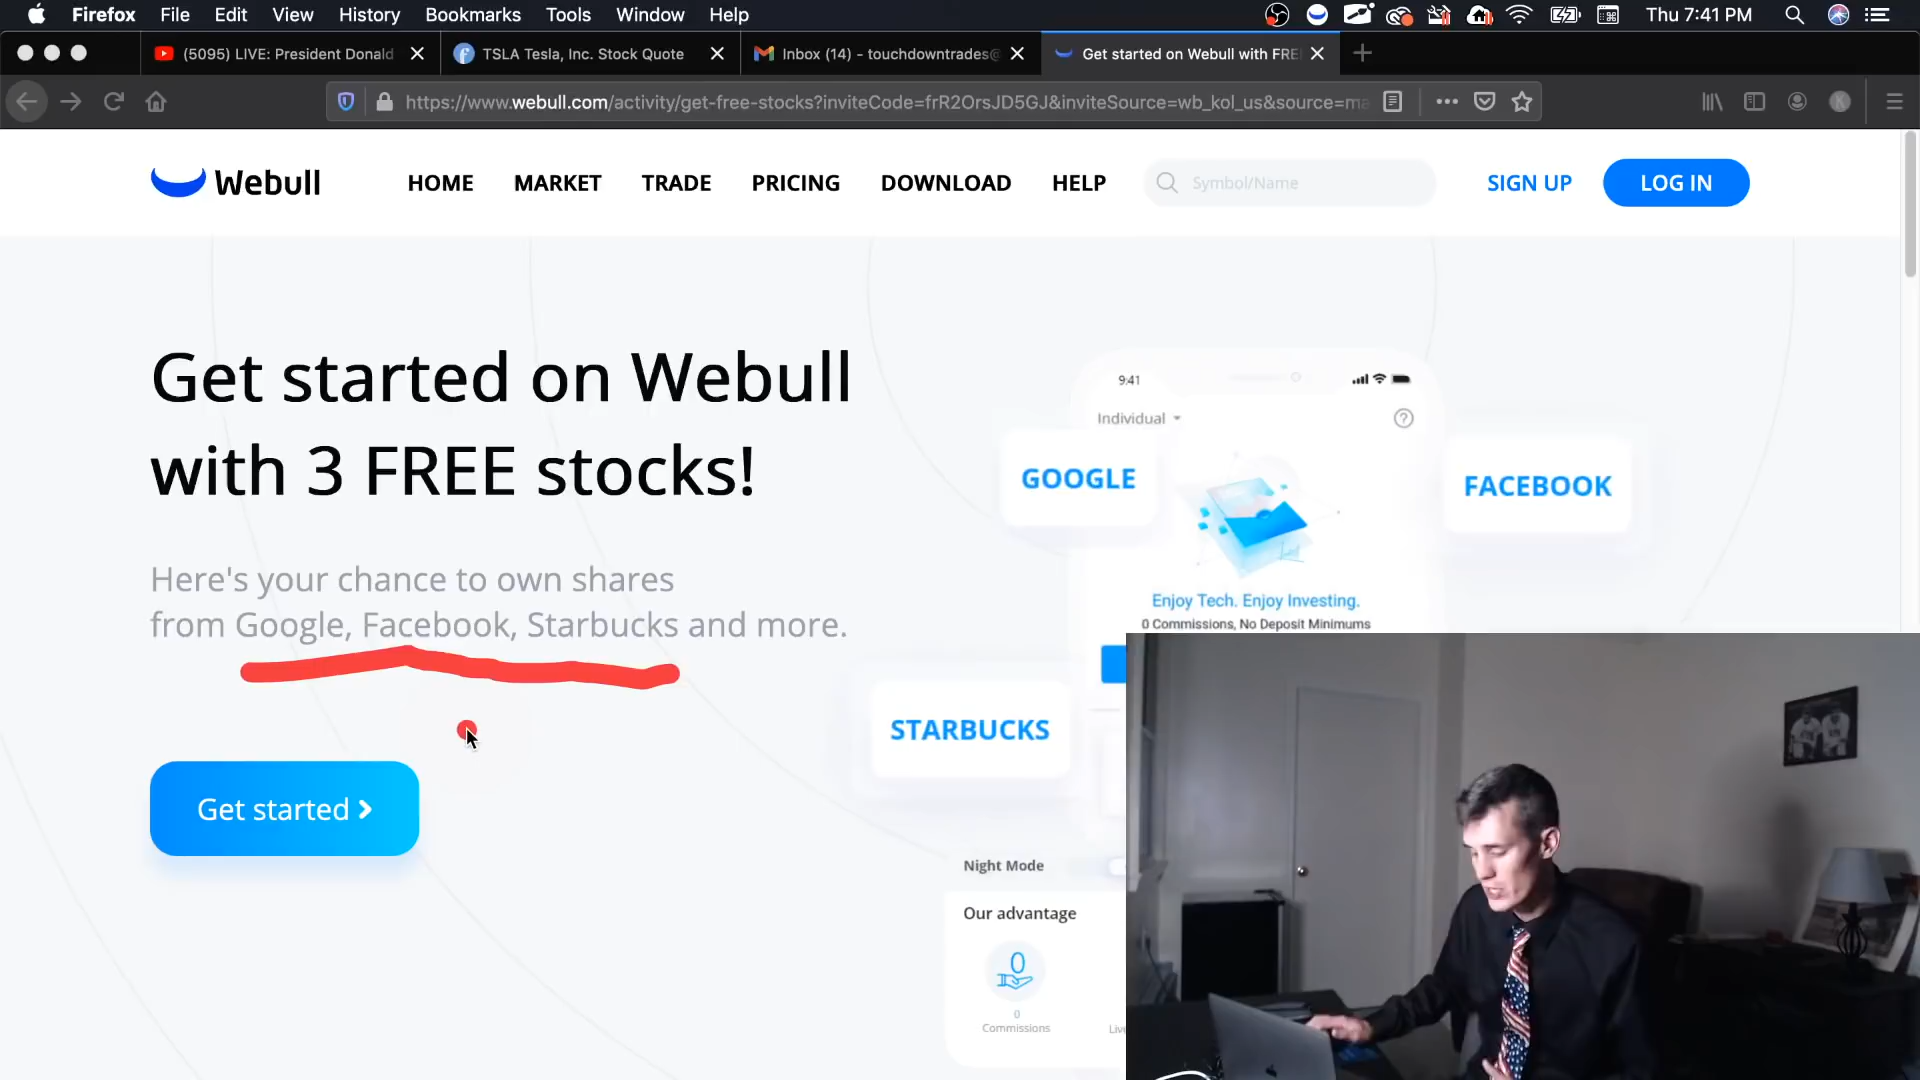 Firefox File Edit View History Bookmarks Tools Window Help Thu 7:41 PM
(5095) LIVE: President Donald
TSLA Tesla, Inc. Stock Quote
Inbox (14) - touchdowntrades@
Get started on Webull with FRE
https://www.webull.com/activity/get-free-stocks?inviteCode=frR2OrsJD5GJ&inviteSource=wb_kol_us&source=ma
K
Webull HOME MARKET TRADE PRICING DOWNLOAD HELP Symbol/Name SIGN UP LOG IN
Get started on Webull
with 3 FREE stocks!
Here's your chance to own shares
from Google, Facebook, Starbucks and more.
Get started
9:41
Individual
GOOGLE
FACEBOOK
Enjoy Tech. Enjoy Investing.
0 Commissions, No Deposit Minimums
STARBUCKS
Night Mode
Our advantage
0
0
Commissions